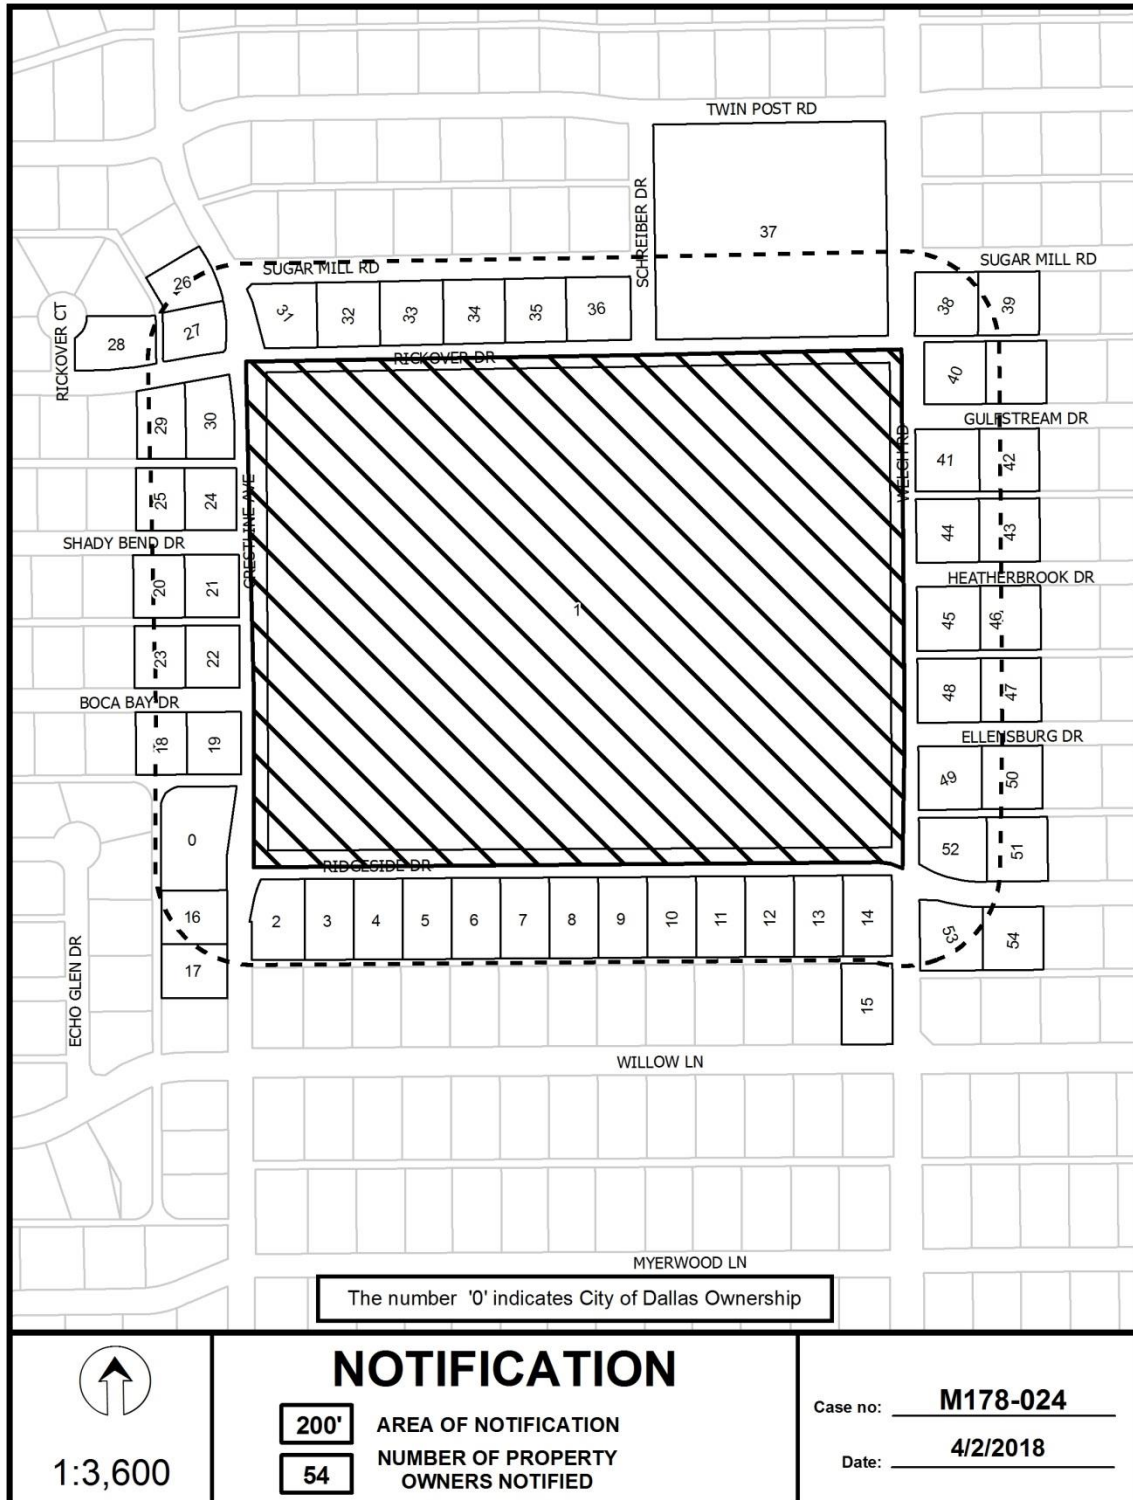 TWIN POST RD
SCHREIBER DR
37
SUGAR MILL RD
SUGAR MILL RD
26
27
28
RICKOVER CT
31
32
33
34
35
36
38
39
RICKOVER DR
40
29
30
GULFSTREAM DR
WELCH RD
41
42
25
24
CRESTLINE AVE
44
43
SHADY BEND DR
HEATHERBROOK DR
20
21
1
45
46
23
22
48
47
BOCA BAY DR
ELLENSBURG DR
18
19
49
50
0
52
51
RIDGESIDE DR
16
2
3
4
5
6
7
8
9
10
11
12
13
14
53
54
17
ECHO GLEN DR
15
WILLOW LN
MYERWOOD LN
The number '0' indicates City of Dallas Ownership
1:3,600
NOTIFICATION
200' AREA OF NOTIFICATION
54 NUMBER OF PROPERTY
OWNERS NOTIFIED
Case no: M178-024
Date: 4/2/2018